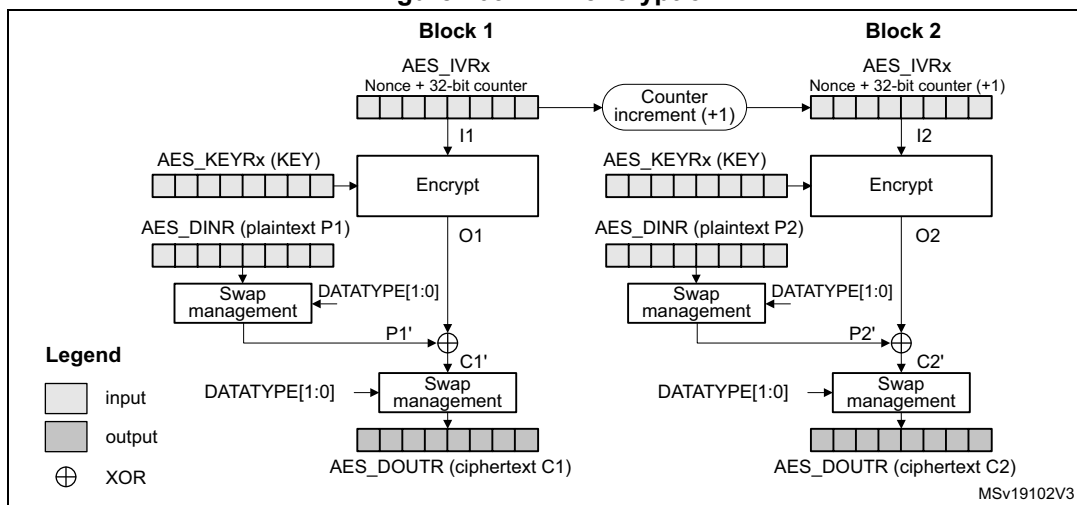 Block 1
Block 2
AES_IVRx
Nonce + 32-bit counter
Counter
increment (+1)
AES_IVRx
Nonce + 32-bit counter (+1)
I1
I2
AES_KEYRx (KEY)
Encrypt
AES_KEYRx (KEY)
Encrypt
AES_DINR (plaintext P1)
O1
AES_DINR (plaintext P2)
O2
Swap
management
DATATYPE[1:0]
Swap
management
DATATYPE[1:0]
P1'
P2'
C1'
C2'
Legend
input
output
XOR
DATATYPE[1:0]
Swap
management
DATATYPE[1:0]
Swap
management
AES_DOUTR (ciphertext C1)
AES_DOUTR (ciphertext C2)
MSv19102V3